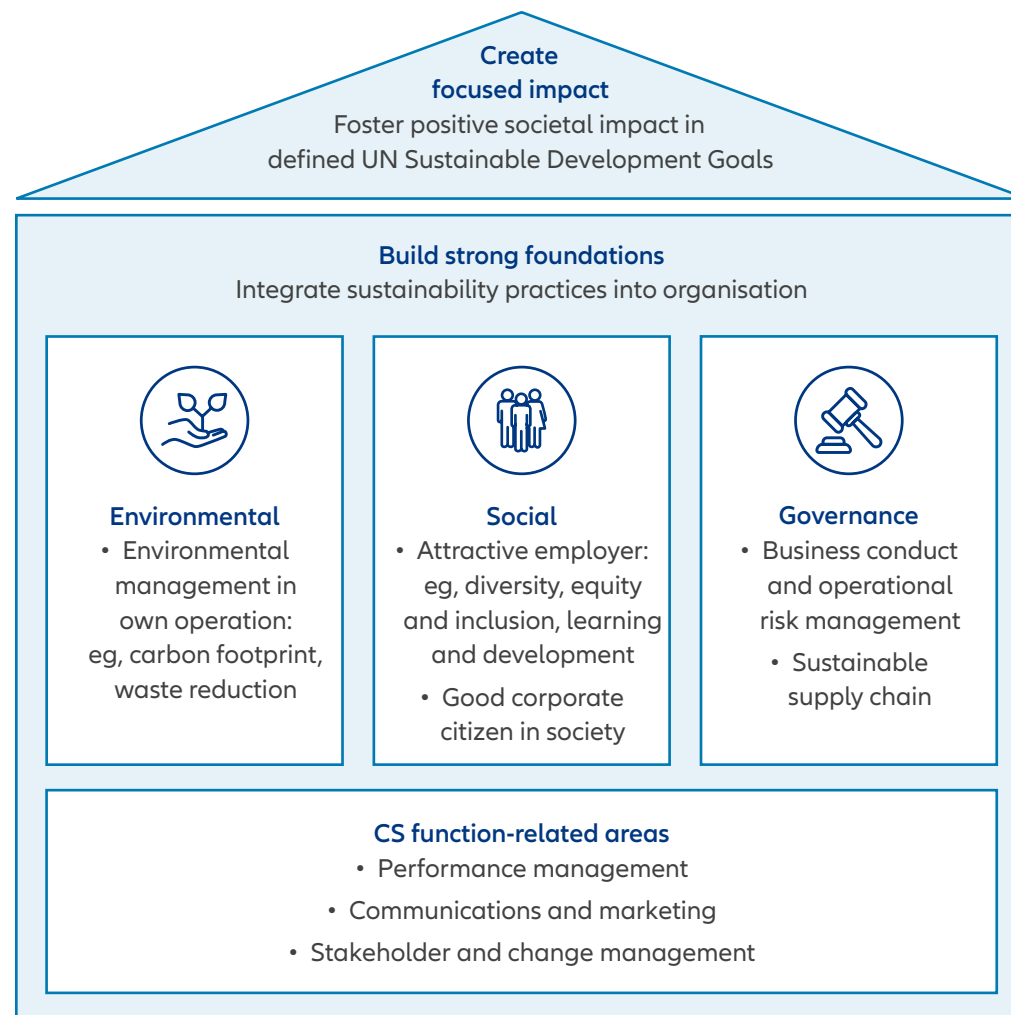 Create
focused impact
Foster positive societal impact in
defined UN Sustainable Development Goals
Build strong foundations
Integrate sustainability practices into organisation
Environmental
• Environmental
management in
own operation:
eg, carbon footprint,
waste reduction
Social
• Attractive employer:
eg, diversity, equity
and inclusion, learning
and development
• Good corporate
citizen in society
Governance
• Business conduct
and operational
risk management
• Sustainable
supply chain
CS function-related areas
• Performance management
• Communications and marketing
• Stakeholder and change management